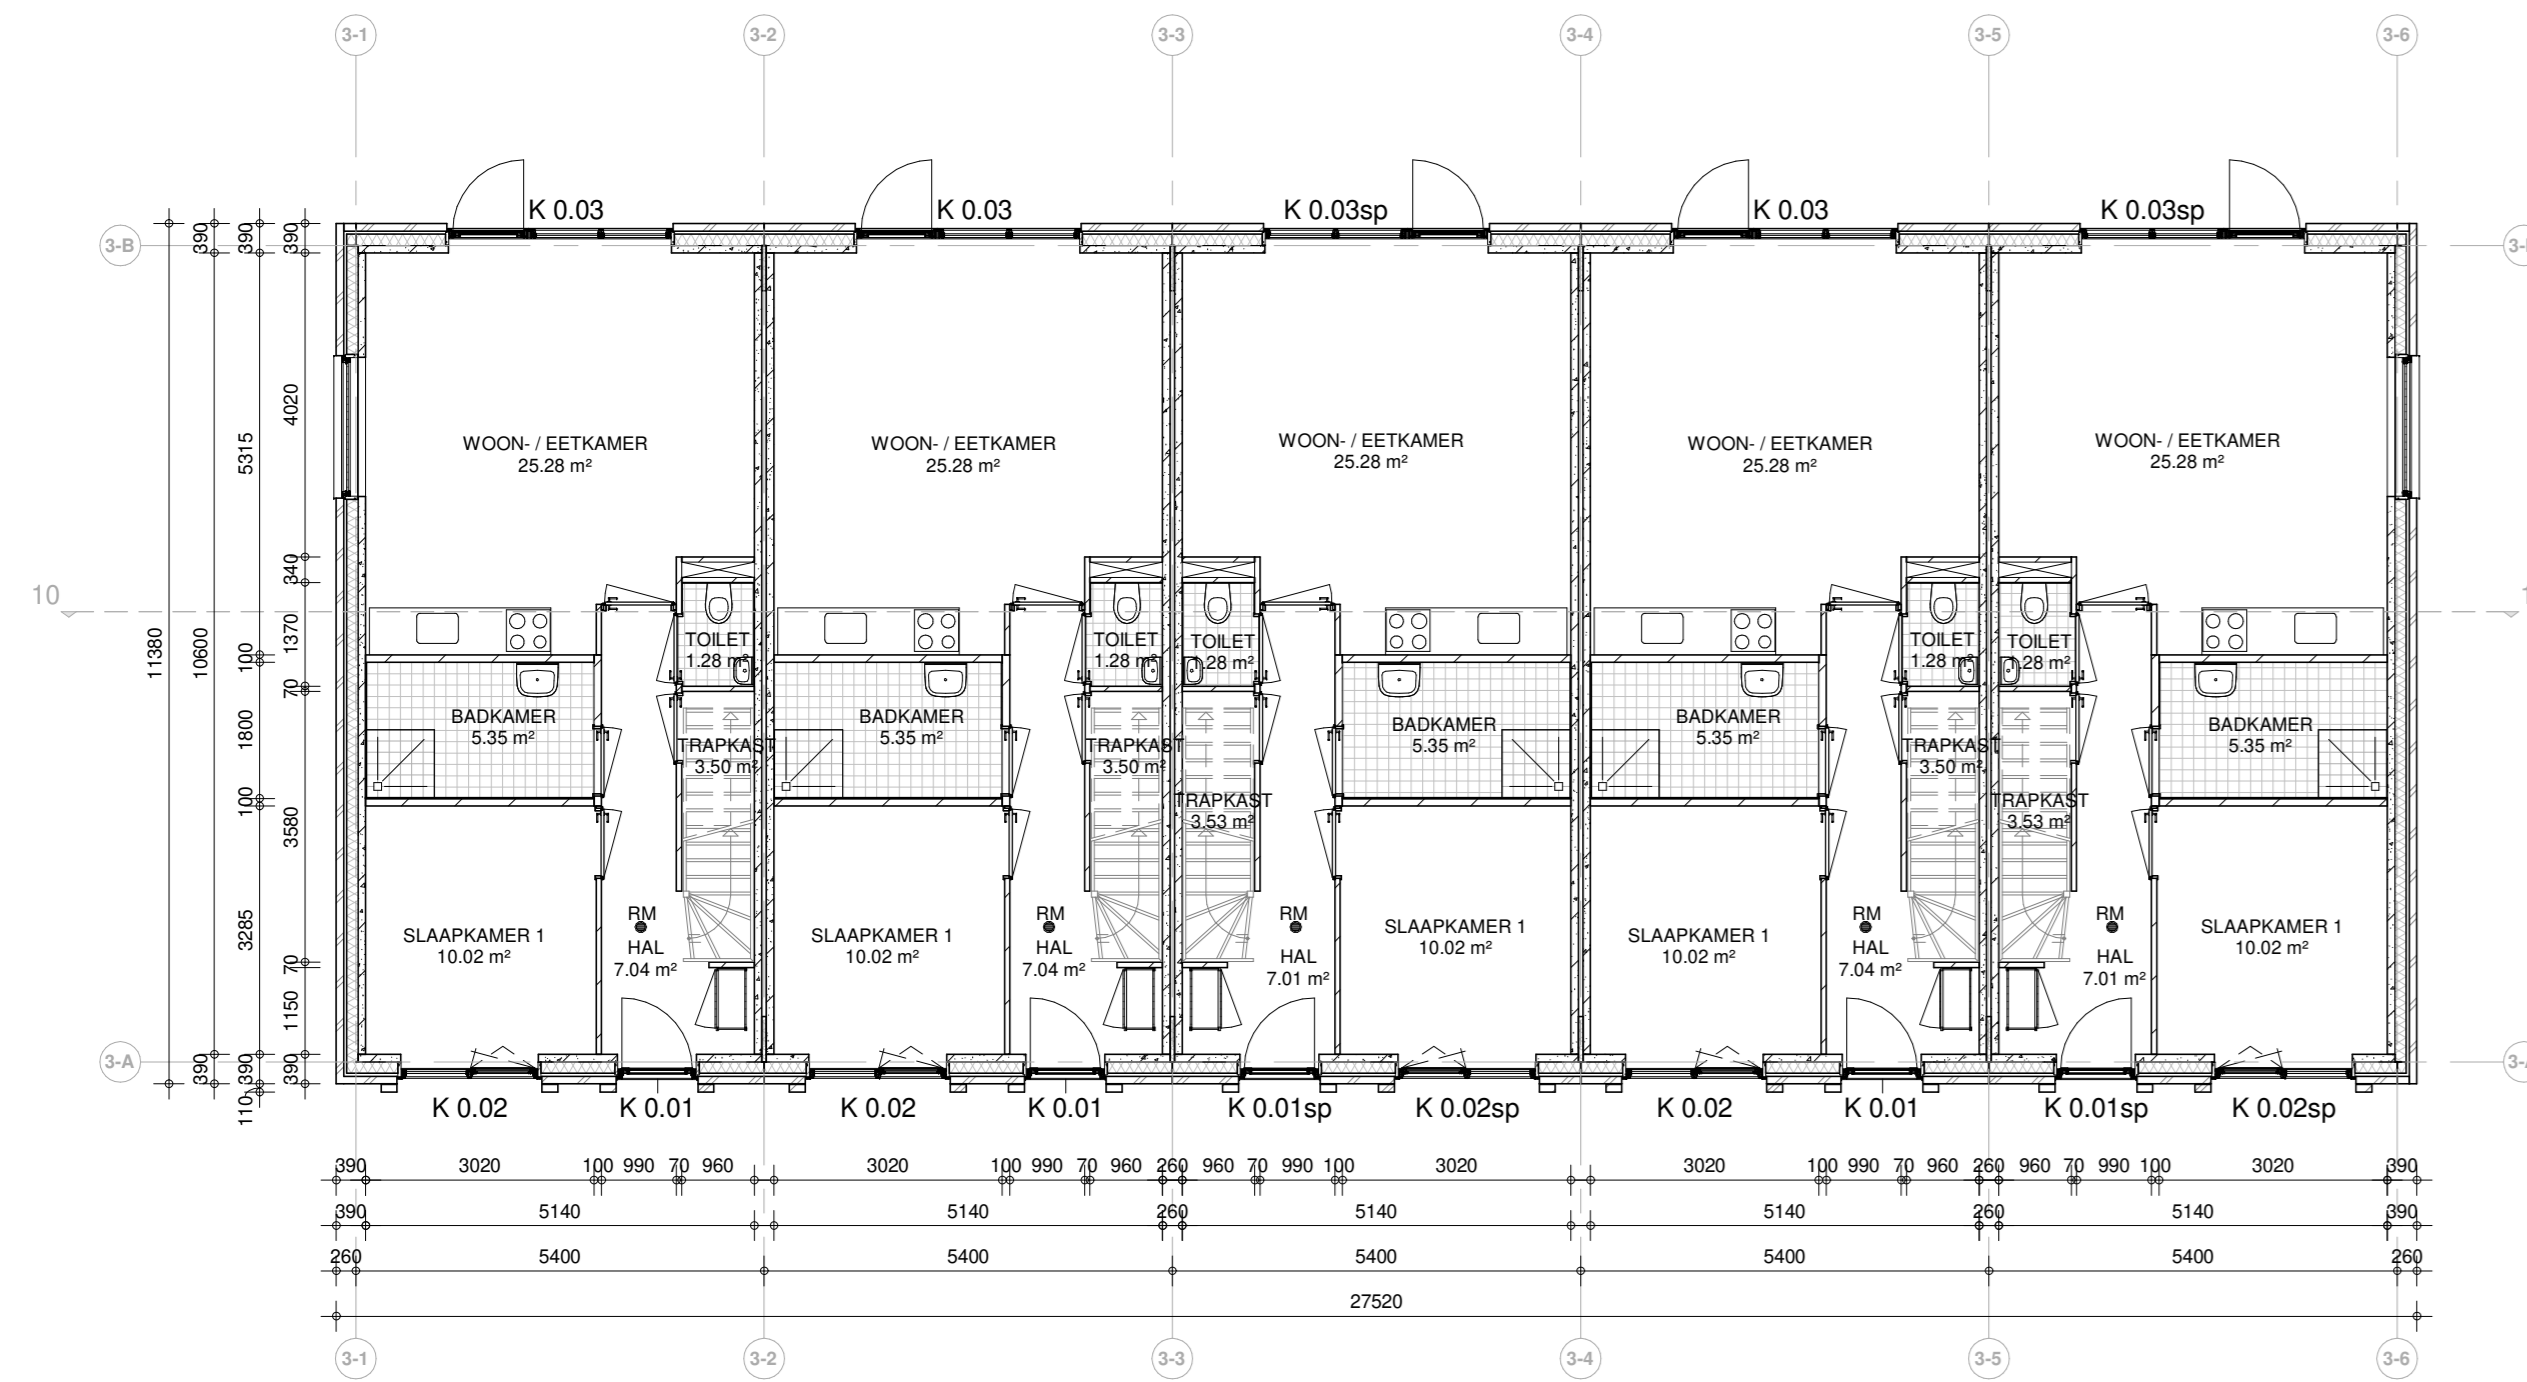 3-1
3-2
3-3
3-4
3-5
3-6
K 0.03
K 0.03
K 0.03sp
K 0.03
K 0.03sp
3-B
390
390
390
4020
5315
340
10
11380
10600
1370
100
70
1800
100
3580
3285
70
1150
390
390
390
110
3-A
WOON- / EETKAMER
25.28 m²
WOON- / EETKAMER
25.28 m²
WOON- / EETKAMER
25.28 m²
WOON- / EETKAMER
25.28 m²
WOON- / EETKAMER
25.28 m²
TOILET
1.28 m²
TOILET
1.28 m²
TOILET
1.28 m²
TOILET
1.28 m²
TOILET
1.28 m²
BADKAMER
5.35 m²
BADKAMER
5.35 m²
BADKAMER
5.35 m²
BADKAMER
5.35 m²
BADKAMER
5.35 m²
TRAPKAST
3.50 m²
TRAPKAST
3.50 m²
TRAPKAST
3.53 m²
TRAPKAST
3.50 m²
TRAPKAST
3.53 m²
SLAAPKAMER 1
10.02 m²
RM
HAL
7.04 m²
SLAAPKAMER 1
10.02 m²
RM
HAL
7.04 m²
RM
HAL
7.01 m²
SLAAPKAMER 1
10.02 m²
SLAAPKAMER 1
10.02 m²
RM
HAL
7.04 m²
RM
HAL
7.01 m²
SLAAPKAMER 1
10.02 m²
K 0.02
K 0.01
K 0.02
K 0.01
K 0.01sp
K 0.02sp
K 0.02
K 0.01
K 0.01sp
K 0.02sp
390 3020 100 990 70 960 3020 100 990 70 960 260 960 70 990 100 3020 3020 100 990 70 960 260 960 70 990 100 3020 390
390 5140 5140 260 5140 5140 260 5140 390
260 5400 5400 5400 5400 5400 260
27520
3-1
3-2
3-3
3-4
3-5
3-6